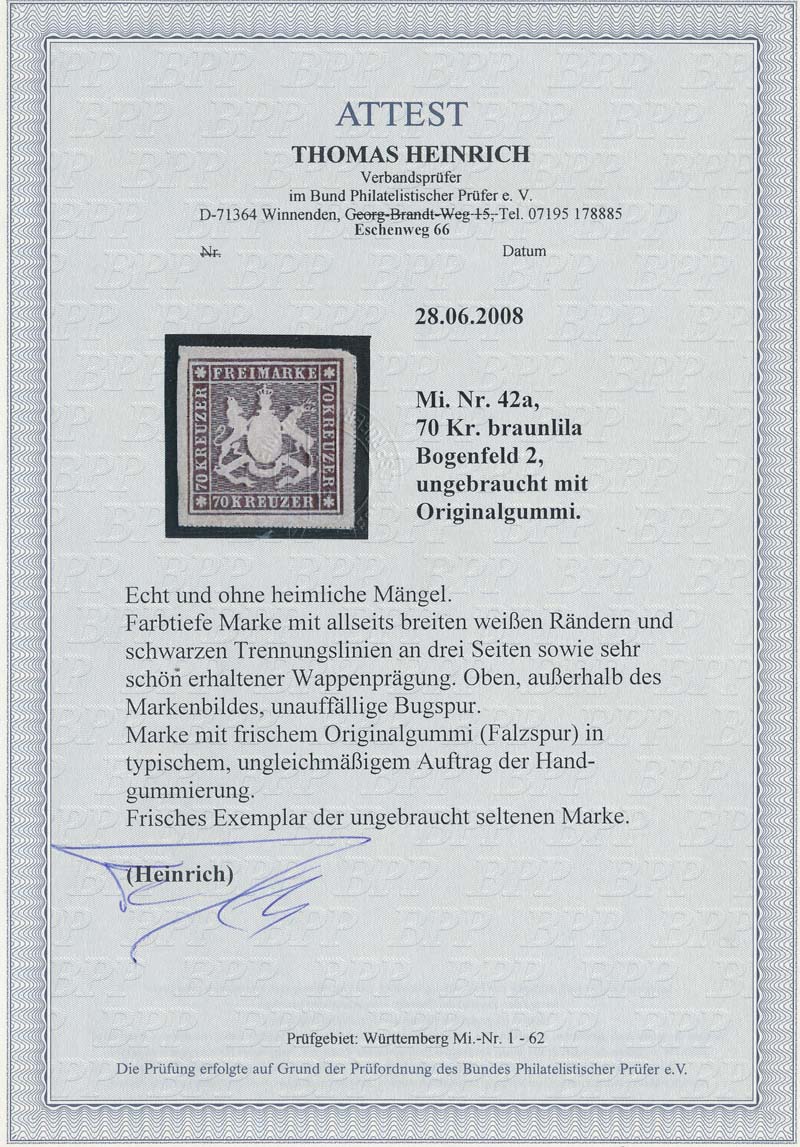 ATTEST
THOMAS HEINRICH
Verbandsprüfer
im Bund Philatelistischer Prüfer e. V.
D-71364 Winnenden, Georg-Brandt-Weg 15, Tel. 07195 178885
Eschenweg 66
Nr.
Datum
28.06.2008
FREIMARKE
70 KREUZER
70 KREUZER
70 KREUZER
Mi. Nr. 42a,
70 Kr. braunlila
Bogenfeld 2,
ungebraucht mit
Originalgummi.
Echt und ohne heimliche Mängel.
Farbtiefe Marke mit allseits breiten weißen Rändern und
schwarzen Trennungslinien an drei Seiten sowie sehr
schön erhaltener Wappenprägung. Oben, außerhalb des
Markenbildes, unauffällige Bugspur.
Marke mit frischem Originalgummi (Falzspur) in
typischem, ungleichmäßigem Auftrag der Hand-
gummierung.
Frisches Exemplar der ungebraucht seltenen Marke.
(Heinrich)
Prüfgebiet: Württemberg Mi.-Nr. 1 - 62
Die Prüfung erfolgte auf Grund der Prüfordnung des Bundes Philatelistischer Prüfer e.V.